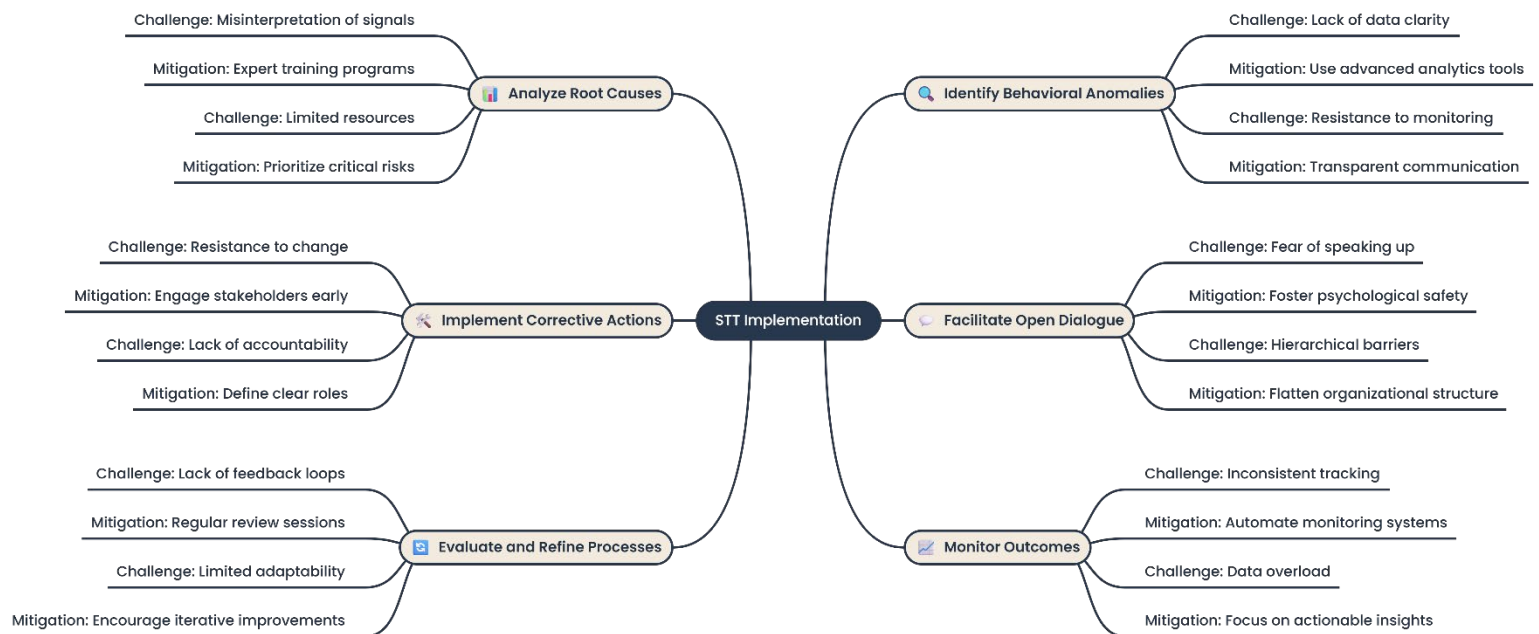 STT Implementation
Analyze Root Causes
Challenge: Misinterpretation of signals
Mitigation: Expert training programs
Challenge: Limited resources
Mitigation: Prioritize critical risks
Implement Corrective Actions
Challenge: Resistance to change
Mitigation: Engage stakeholders early
Challenge: Lack of accountability
Mitigation: Define clear roles
Evaluate and Refine Processes
Challenge: Lack of feedback loops
Mitigation: Regular review sessions
Challenge: Limited adaptability
Mitigation: Encourage iterative improvements
Identify Behavioral Anomalies
Challenge: Lack of data clarity
Mitigation: Use advanced analytics tools
Challenge: Resistance to monitoring
Mitigation: Transparent communication
Facilitate Open Dialogue
Challenge: Fear of speaking up
Mitigation: Foster psychological safety
Challenge: Hierarchical barriers
Mitigation: Flatten organizational structure
Monitor Outcomes
Challenge: Inconsistent tracking
Mitigation: Automate monitoring systems
Challenge: Data overload
Mitigation: Focus on actionable insights